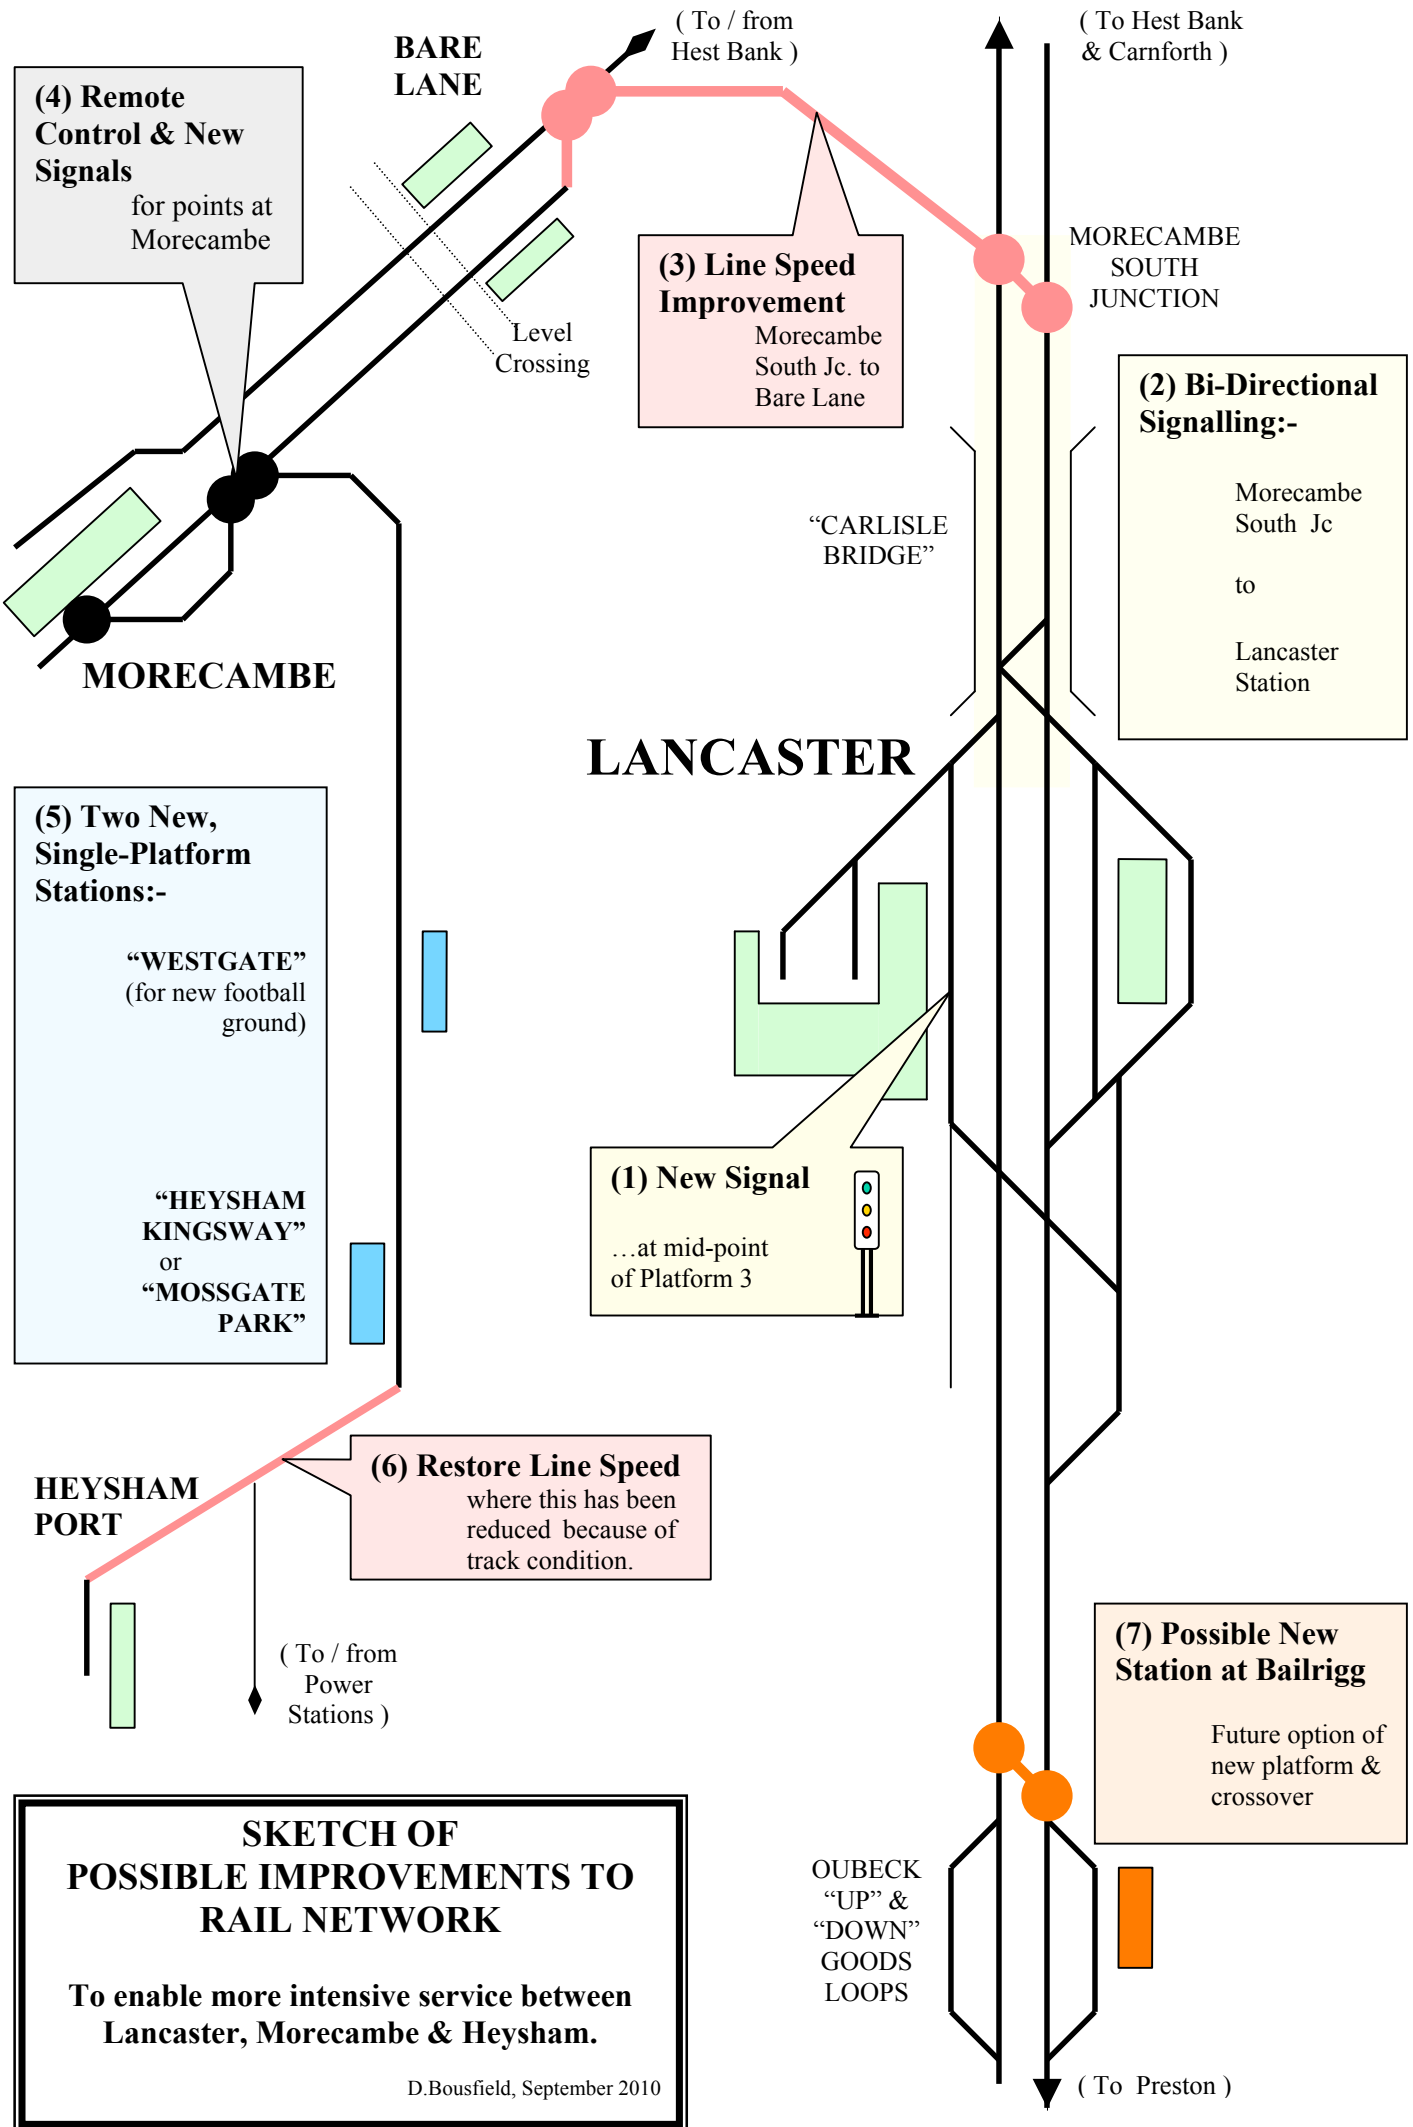 ( To / from
Hest Bank )
( To Hest Bank
& Carnforth )
BARE
LANE
(4) Remote
Control & New
Signals
for points at
Morecambe
MORECAMBE
SOUTH
JUNCTION
(3) Line Speed
Improvement
Morecambe
South Jc. to
Bare Lane
Level
Crossing
(2) Bi-Directional
Signalling:-
Morecambe
South Jc
to
Lancaster
Station
“CARLISLE
BRIDGE”
MORECAMBE
LANCASTER
(5) Two New,
Single-Platform
Stations:-
“WESTGATE”
(for new football
ground)
“HEYSHAM
KINGSWAY”
or
“MOSSGATE
PARK”
(1) New Signal
…at mid-point
of Platform 3
(6) Restore Line Speed
where this has been
reduced because of
track condition.
HEYSHAM
PORT
( To / from
Power
Stations )
(7) Possible New
Station at Bailrigg
Future option of
new platform &
crossover
OUBECK
“UP” &
“DOWN”
GOODS
LOOPS
( To Preston )
SKETCH OF
POSSIBLE IMPROVEMENTS TO
RAIL NETWORK
To enable more intensive service between
Lancaster, Morecambe & Heysham.
D.Bousfield, September 2010